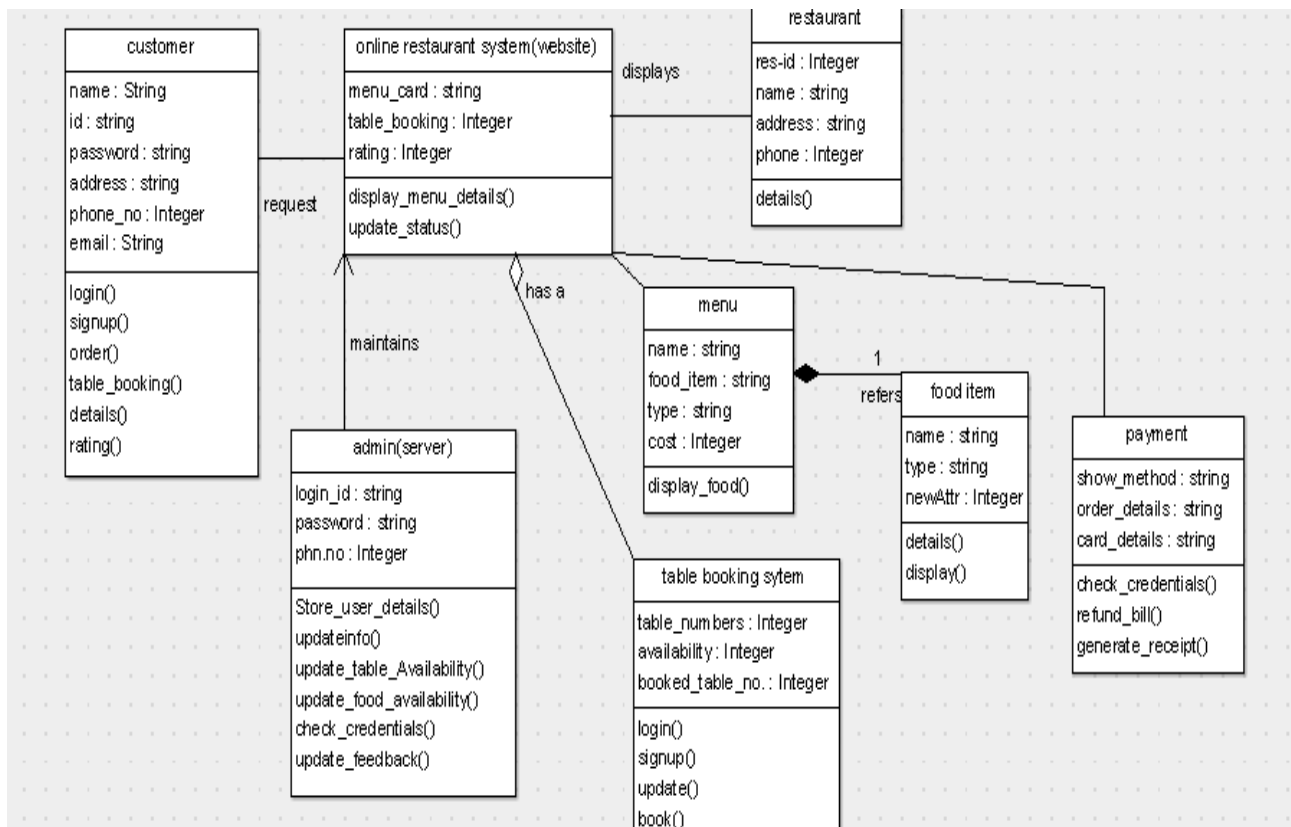 customer
name : String
id : string
password : string
address : string
phone_no : Integer
email : String
login()
signup()
order()
table_booking()
details()
rating()
request
online restaurant system(website)
menu_card : string
table_booking : Integer
rating : Integer
display_menu_details()
update_status()
displays
restaurant
res-id : Integer
name : string
address : string
phone : Integer
details()
maintains
has a
admin(server)
login_id : string
password : string
phn.no : Integer
Store_user_details()
updateinfo()
update_table_Availability()
update_food_availability()
check_credentials()
update_feedback()
menu
name : string
food_item : string
type : string
cost : Integer
display_food()
1
refers
food item
name : string
type : string
newAttr : Integer
details()
display()
payment
show_method : string
order_details : string
card_details : string
check_credentials()
refund_bill()
generate_receipt()
table booking sytem
table_numbers : Integer
availability : Integer
booked_table_no. : Integer
login()
signup()
update()
book()